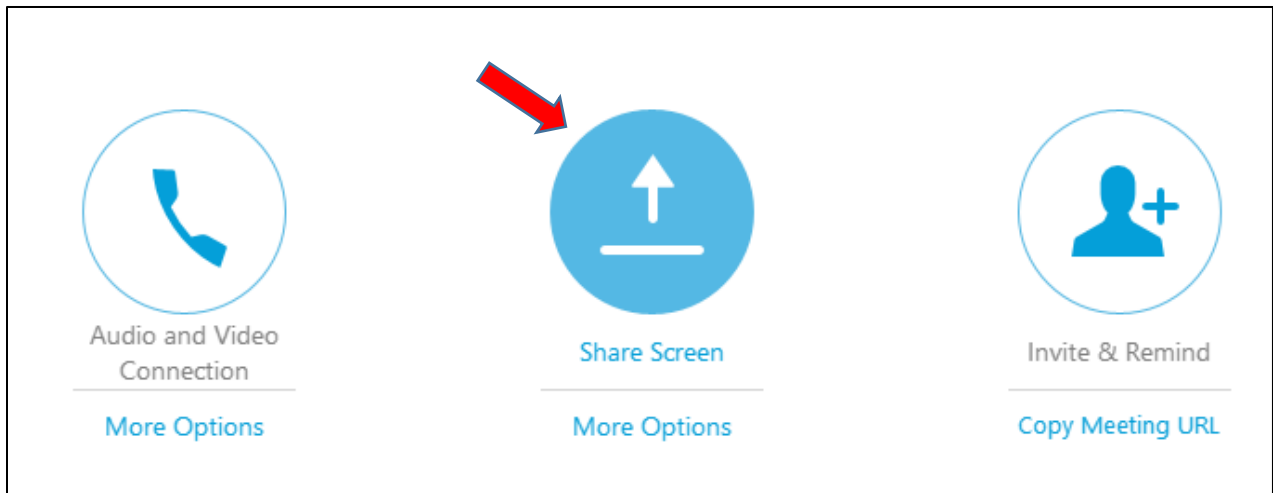 Audio and Video
Connection
More Options
Share Screen
More Options
Invite & Remind
Copy Meeting URL